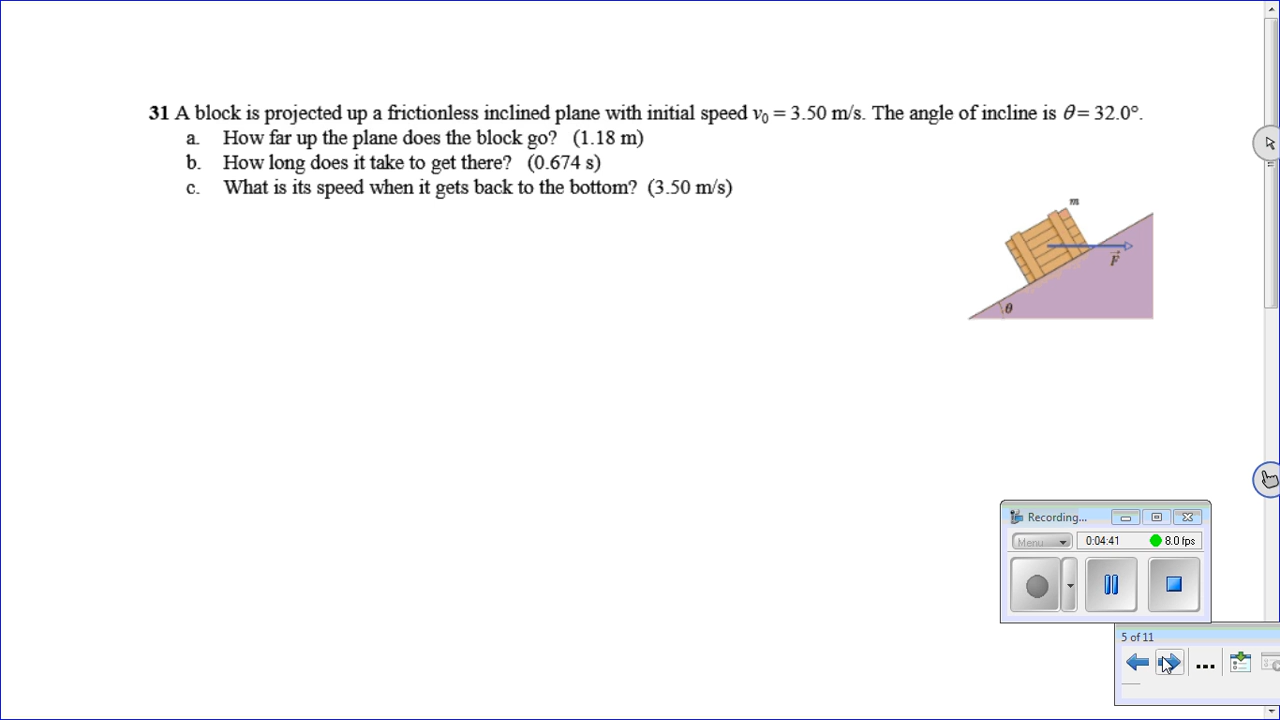 31 A block is projected up a frictionless inclined plane with initial speed v₀ = 3.50 m/s. The angle of incline is θ = 32.0°.
a. How far up the plane does the block go? (1.18 m)
b. How long does it take to get there? (0.674 s)
c. What is its speed when it gets back to the bottom? (3.50 m/s)
m
F⃗
θ
Recording...
Menu 0:04:41 8.0 fps
5 of 11